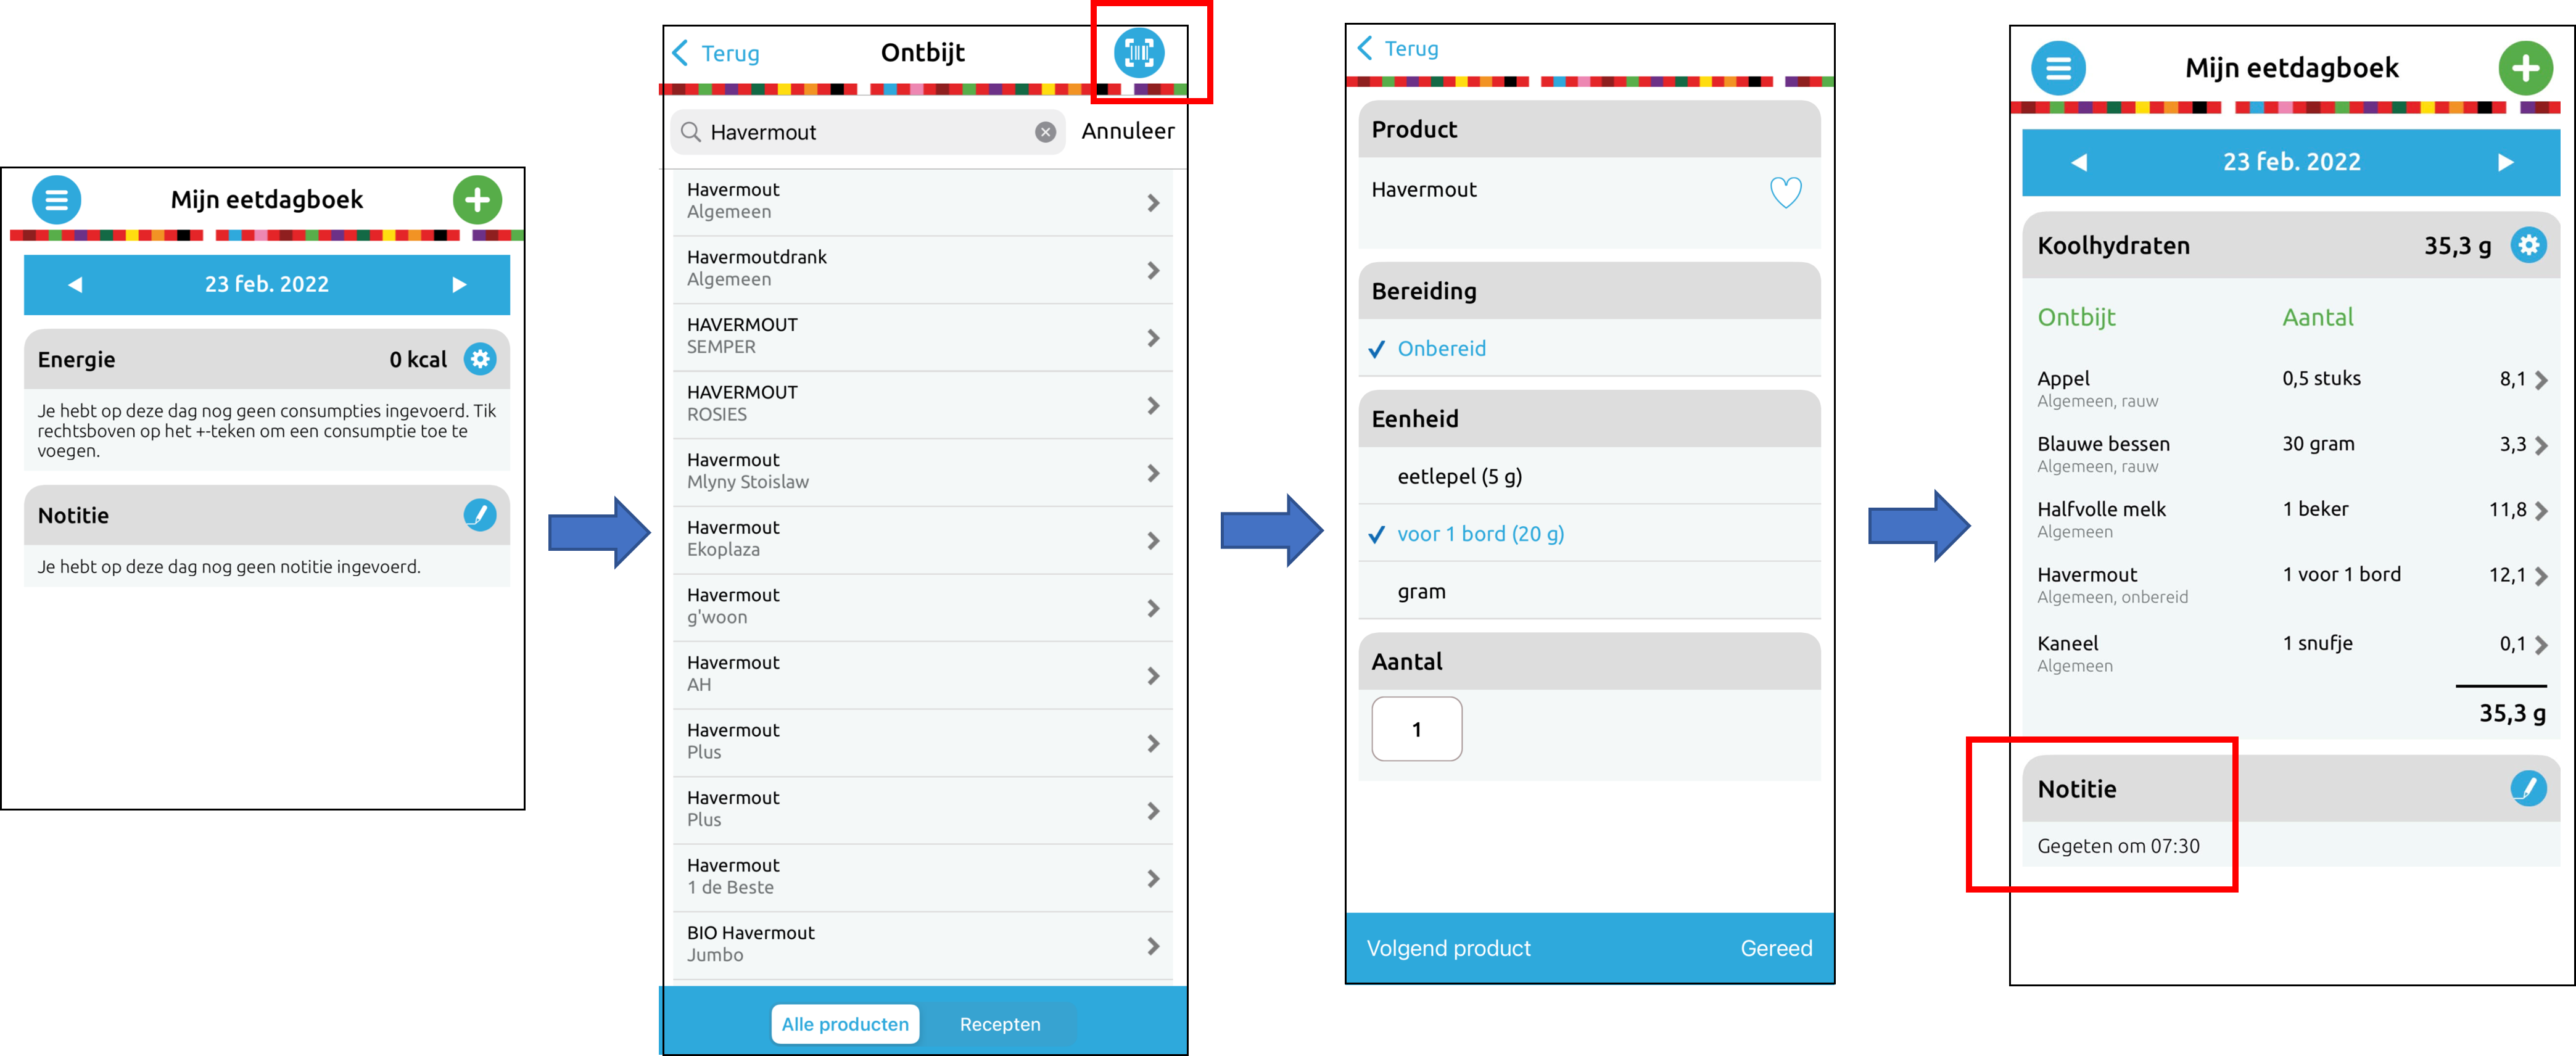 Mijn eetdagboek
23 feb. 2022
Energie 0 kcal
Je hebt op deze dag nog geen consumpties ingevoerd. Tik
rechtsboven op het +-teken om een consumptie toe te
voegen.
Notitie
Je hebt op deze dag nog geen notitie ingevoerd.
Terug Ontbijt
Havermout Annuleer
Havermout
Algemeen
Havermoutdrank
Algemeen
HAVERMOUT
SEMPER
HAVERMOUT
ROSIES
Havermout
Mlyny Stoislaw
Havermout
Ekoplaza
Havermout
g'woon
Havermout
AH
Havermout
Plus
Havermout
Plus
Havermout
1 de Beste
BIO Havermout
Jumbo
Alle producten Recepten
Terug
Product
Havermout
Bereiding
Onbereid
Eenheid
eetlepel (5 g)
voor 1 bord (20 g)
gram
Aantal
1
Volgend product Gereed
Mijn eetdagboek
23 feb. 2022
Koolhydraten 35,3 g
Ontbijt Aantal
Appel 0,5 stuks 8,1
Algemeen, rauw
Blauwe bessen 30 gram 3,3
Algemeen, rauw
Halfvolle melk 1 beker 11,8
Algemeen
Havermout 1 voor 1 bord 12,1
Algemeen, onbereid
Kaneel 1 snufje 0,1
Algemeen
35,3 g
Notitie
Gegeten om 07:30